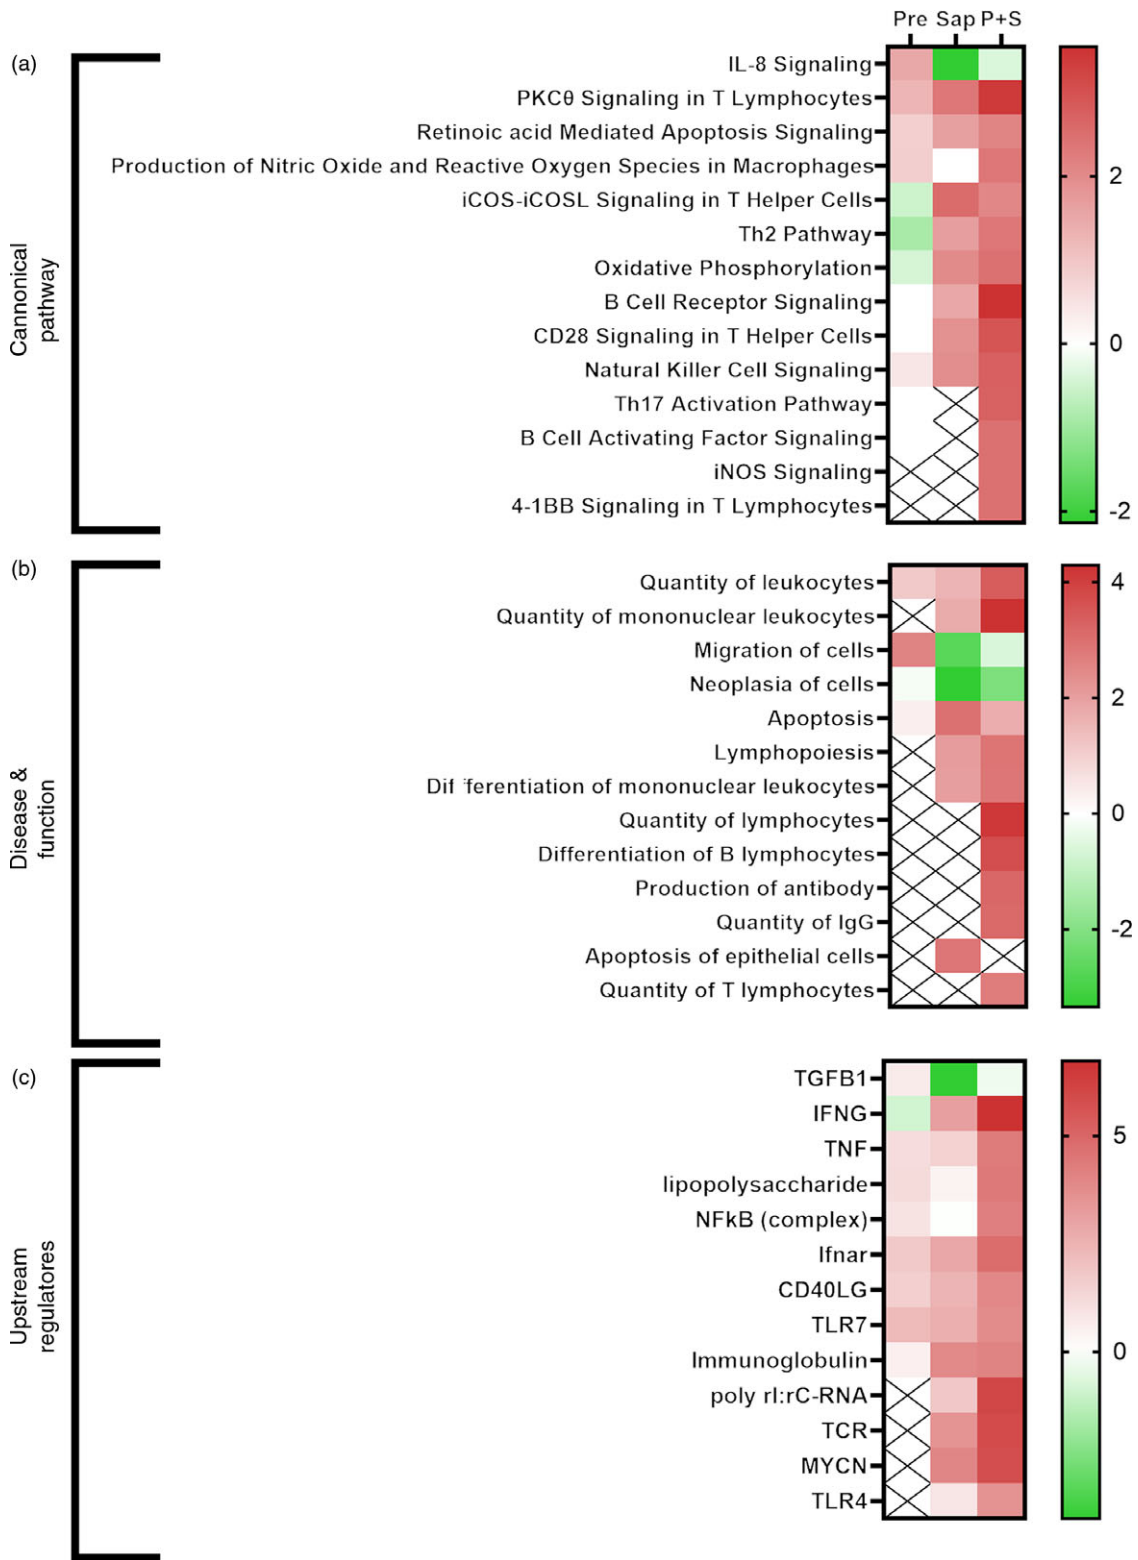 Pre Sap P+S
(a)
Cannonical
pathway
IL-8 Signaling
PKCθ Signaling in T Lymphocytes
Retinoic acid Mediated Apoptosis Signaling
Production of Nitric Oxide and Reactive Oxygen Species in Macrophages
iCOS-iCOSL Signaling in T Helper Cells
Th2 Pathway
Oxidative Phosphorylation
B Cell Receptor Signaling
CD28 Signaling in T Helper Cells
Natural Killer Cell Signaling
Th17 Activation Pathway
B Cell Activating Factor Signaling
iNOS Signaling
4-1BB Signaling in T Lymphocytes
2
0
-2
(b)
Disease &
function
Quantity of leukocytes
Quantity of mononuclear leukocytes
Migration of cells
Neoplasia of cells
Apoptosis
Lymphopoiesis
Differentiation of mononuclear leukocytes
Quantity of lymphocytes
Differentiation of B lymphocytes
Production of antibody
Quantity of IgG
Apoptosis of epithelial cells
Quantity of T lymphocytes
4
2
0
-2
(c)
Upstream
regulatores
TGFB1
IFNG
TNF
lipopolysaccharide
NFkB (complex)
Ifnar
CD40LG
TLR7
Immunoglobulin
poly rI:rC-RNA
TCR
MYCN
TLR4
5
0